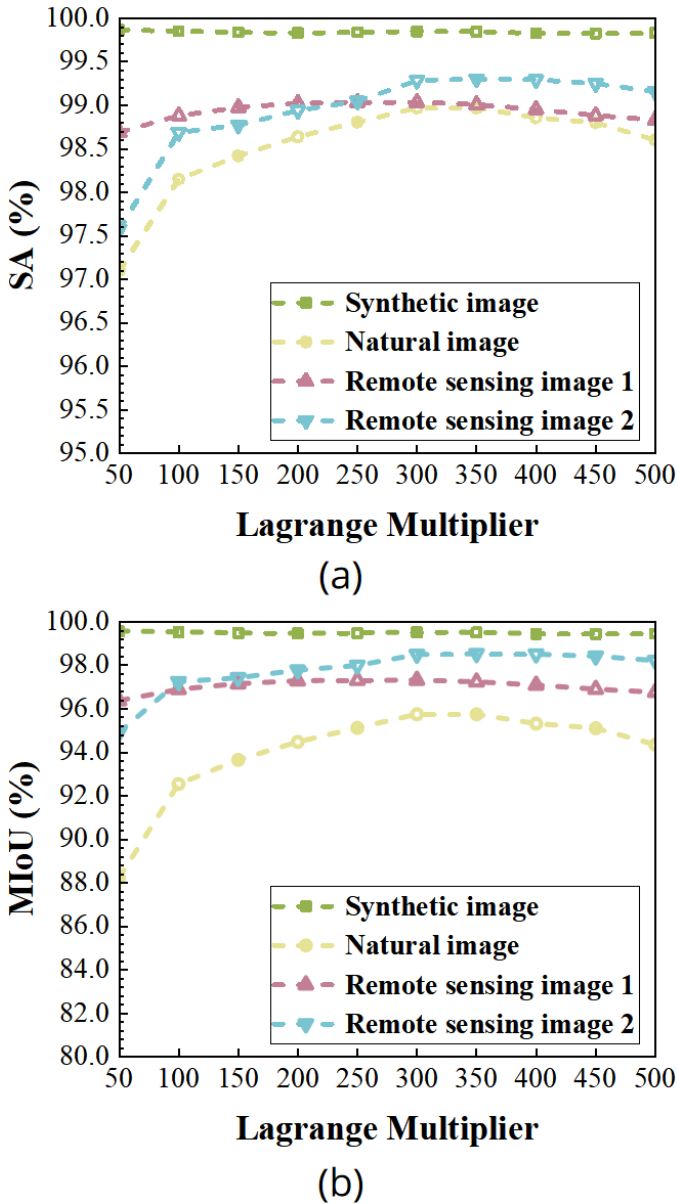 100.0
99.5
99.0
98.5
98.0
97.5
97.0
96.5
96.0
95.5
95.0
SA (%)
Synthetic image
Natural image
Remote sensing image 1
Remote sensing image 2
50 100 150 200 250 300 350 400 450 500
Lagrange Multiplier
(a)
100.0
98.0
96.0
94.0
92.0
90.0
88.0
86.0
84.0
82.0
80.0
MIoU (%)
Synthetic image
Natural image
Remote sensing image 1
Remote sensing image 2
50 100 150 200 250 300 350 400 450 500
Lagrange Multiplier
(b)